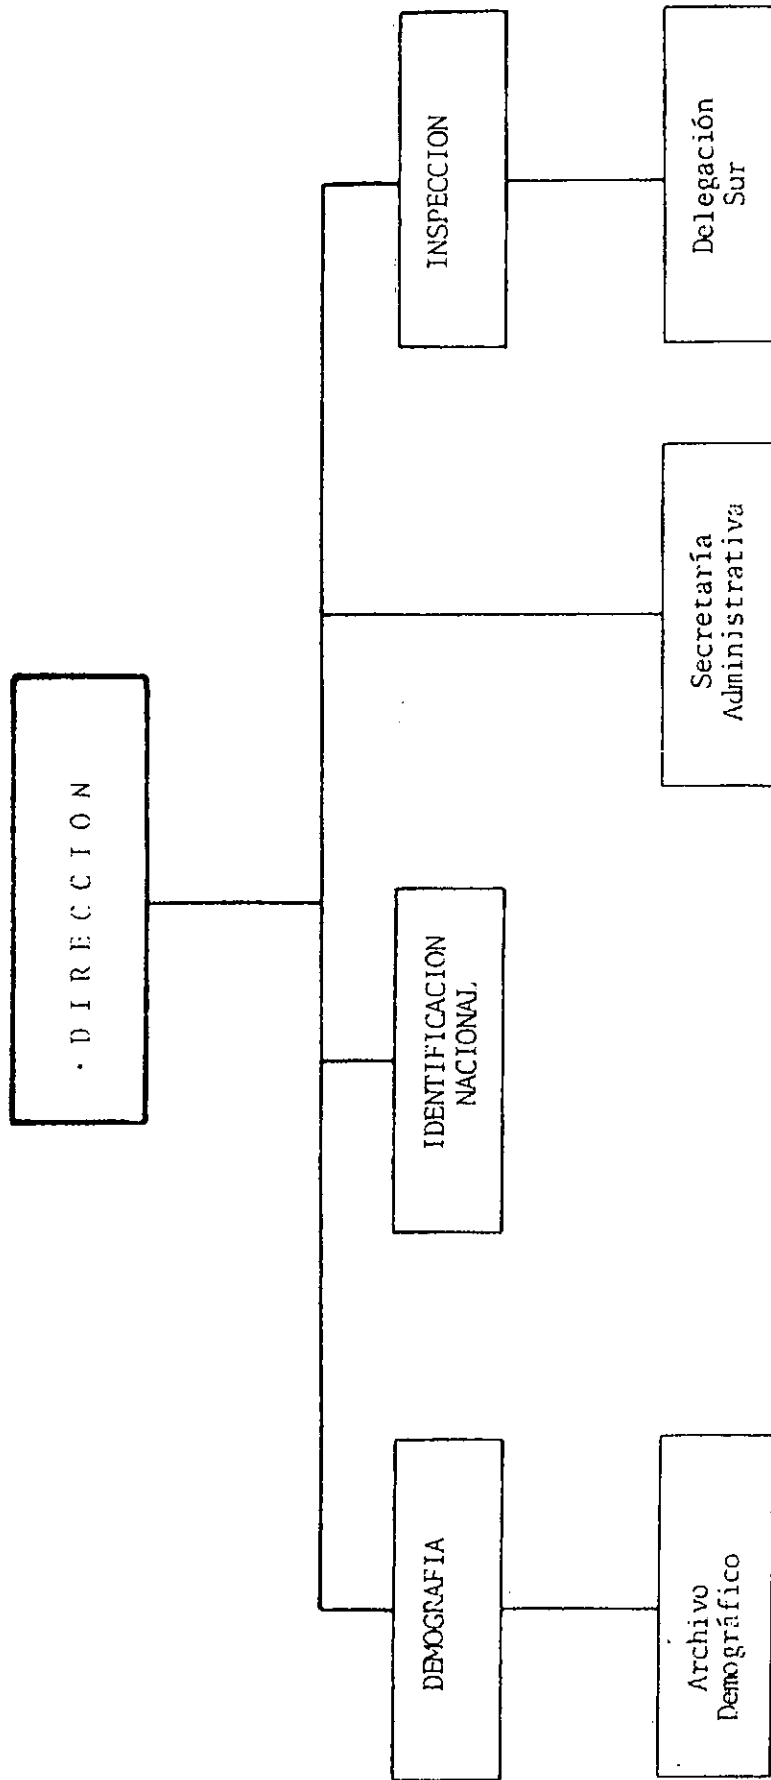 DIRECCION
DEMOGRAFIA
IDENTIFICACION
NACIONAL
INSPECCION
Archivo
Demográfico
Secretaría
Administrativa
Delegación
Sur